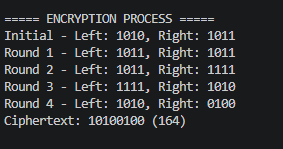 ===== ENCRYPTION PROCESS =====
Initial - Left: 1010, Right: 1011
Round 1 - Left: 1011, Right: 1011
Round 2 - Left: 1011, Right: 1111
Round 3 - Left: 1111, Right: 1010
Round 4 - Left: 1010, Right: 0100
Ciphertext: 10100100 (164)